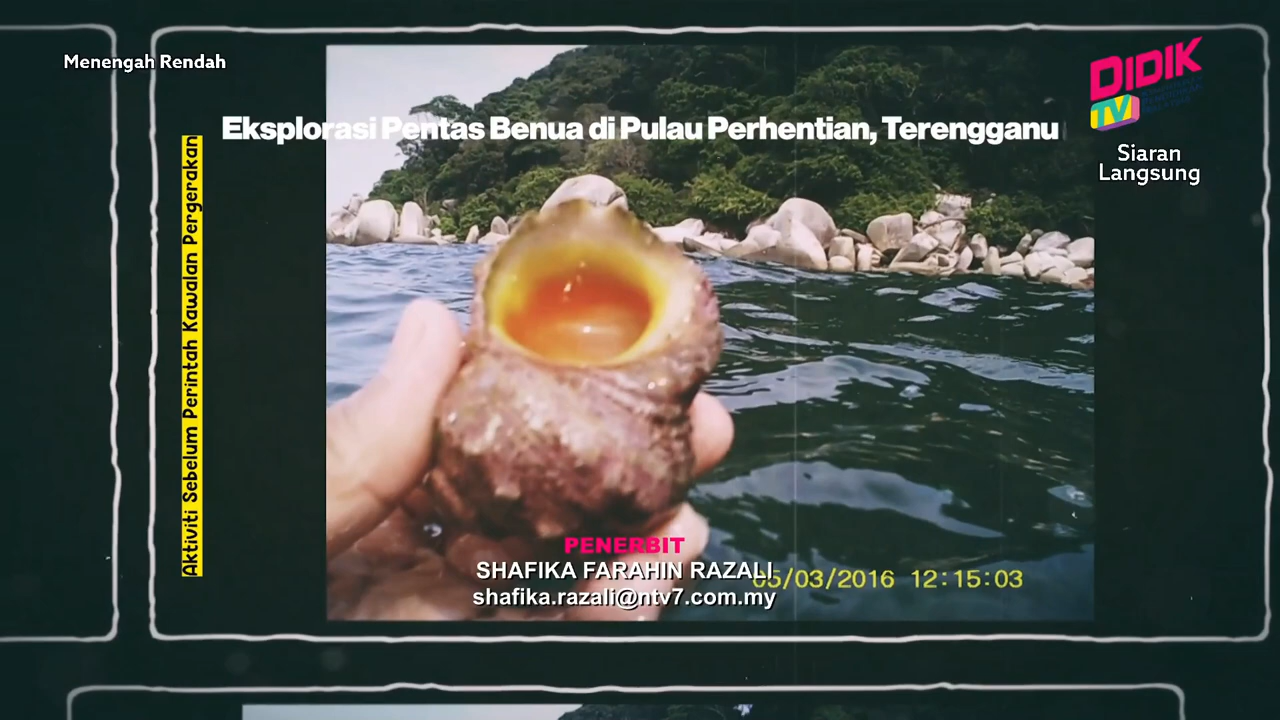 Menengah Rendah
DIDIK
TV
Siaran
Langsung
Eksplorasi Pentas Benua di Pulau Perhentian, Terengganu
Aktiviti Sebelum Perintah Kawalan Pergerakan
PENERBIT
SHAFIKA FARAHIN RAZALI
shafika.razali@ntv7.com.my
05/03/2016 12:15:03